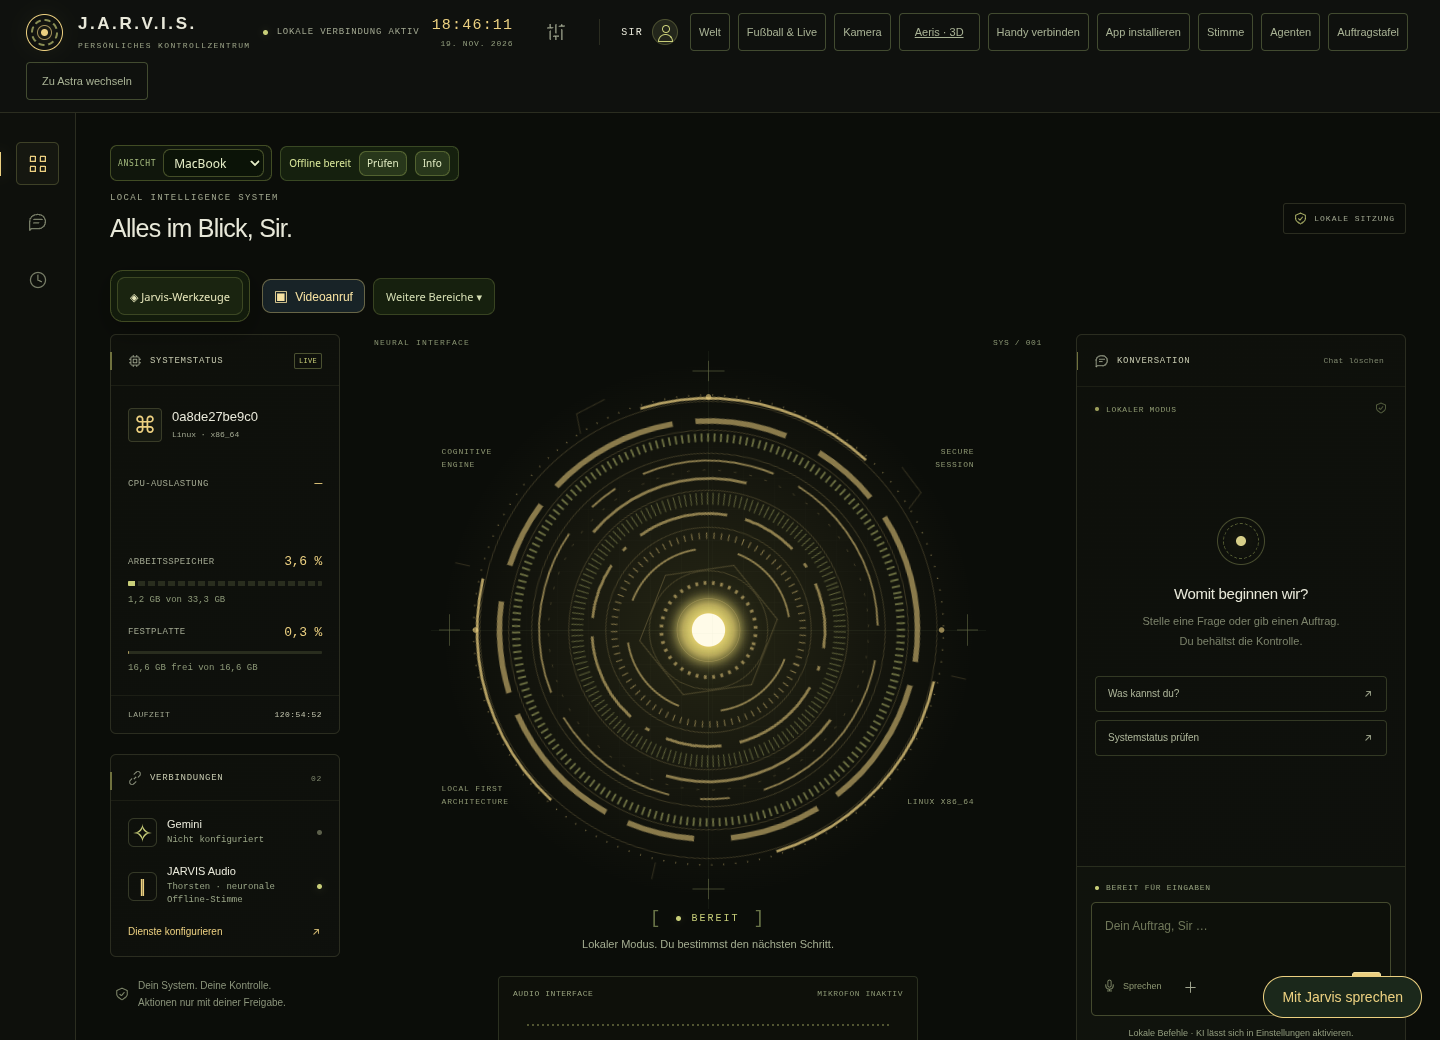 J.A.R.V.I.S.
PERSÖNLICHES KONTROLLZENTRUM
LOKALE VERBINDUNG AKTIV
18:46:11
19. NOV. 2026
SIR
Welt
Fußball & Live
Kamera
Aeris · 3D
Handy verbinden
App installieren
Stimme
Agenten
Auftragstafel
Zu Astra wechseln
ANSICHT
MacBook
Offline bereit
Prüfen
Info
LOCAL INTELLIGENCE SYSTEM
Alles im Blick, Sir.
LOKALE SITZUNG
◈ Jarvis-Werkzeuge
Videoanruf
Weitere Bereiche ▾
SYSTEMSTATUS
LIVE
0a8de27be9c0
Linux · x86_64
CPU-AUSLASTUNG
—
ARBEITSSPEICHER
3,6 %
1,2 GB von 33,3 GB
FESTPLATTE
0,3 %
16,6 GB frei von 16,6 GB
LAUFZEIT
120:54:52
VERBINDUNGEN
02
Gemini
Nicht konfiguriert
JARVIS Audio
Thorsten · neuronale
Offline-Stimme
Dienste konfigurieren
Dein System. Deine Kontrolle.
Aktionen nur mit deiner Freigabe.
NEURAL INTERFACE
SYS / 001
COGNITIVE
ENGINE
SECURE
SESSION
LOCAL FIRST
ARCHITECTURE
LINUX X86_64
[ BEREIT ]
Lokaler Modus. Du bestimmst den nächsten Schritt.
AUDIO INTERFACE
MIKROFON INAKTIV
KONVERSATION
Chat löschen
LOKALER MODUS
Womit beginnen wir?
Stelle eine Frage oder gib einen Auftrag.
Du behältst die Kontrolle.
Was kannst du?
Systemstatus prüfen
BEREIT FÜR EINGABEN
Dein Auftrag, Sir …
Sprechen
Mit Jarvis sprechen
Lokale Befehle · KI lässt sich in Einstellungen aktivieren.